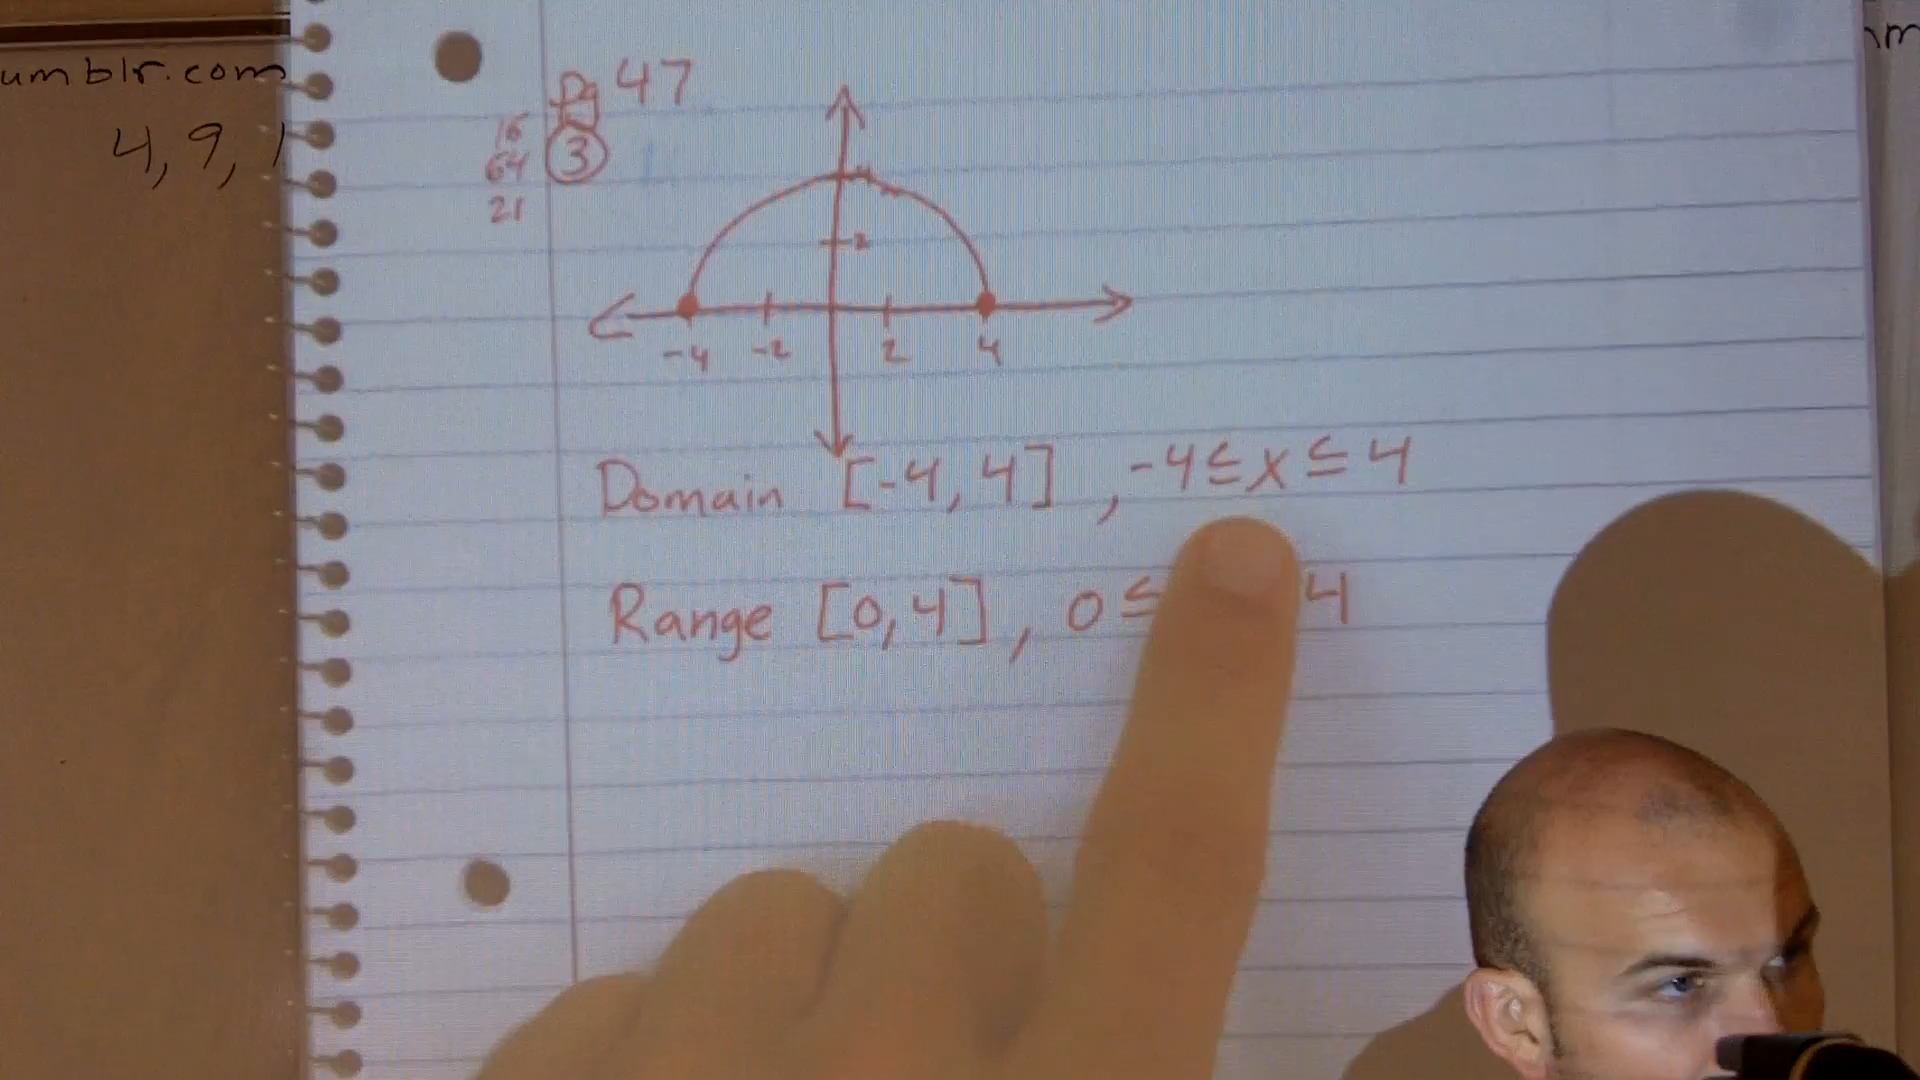 umblr.com
4, 9, 1
Pg 47
16
64
21
3
4
2
-4 -2 2 4
Domain [-4, 4] , -4 ≤ x ≤ 4
Range [0, 4] , 0 ≤ 4